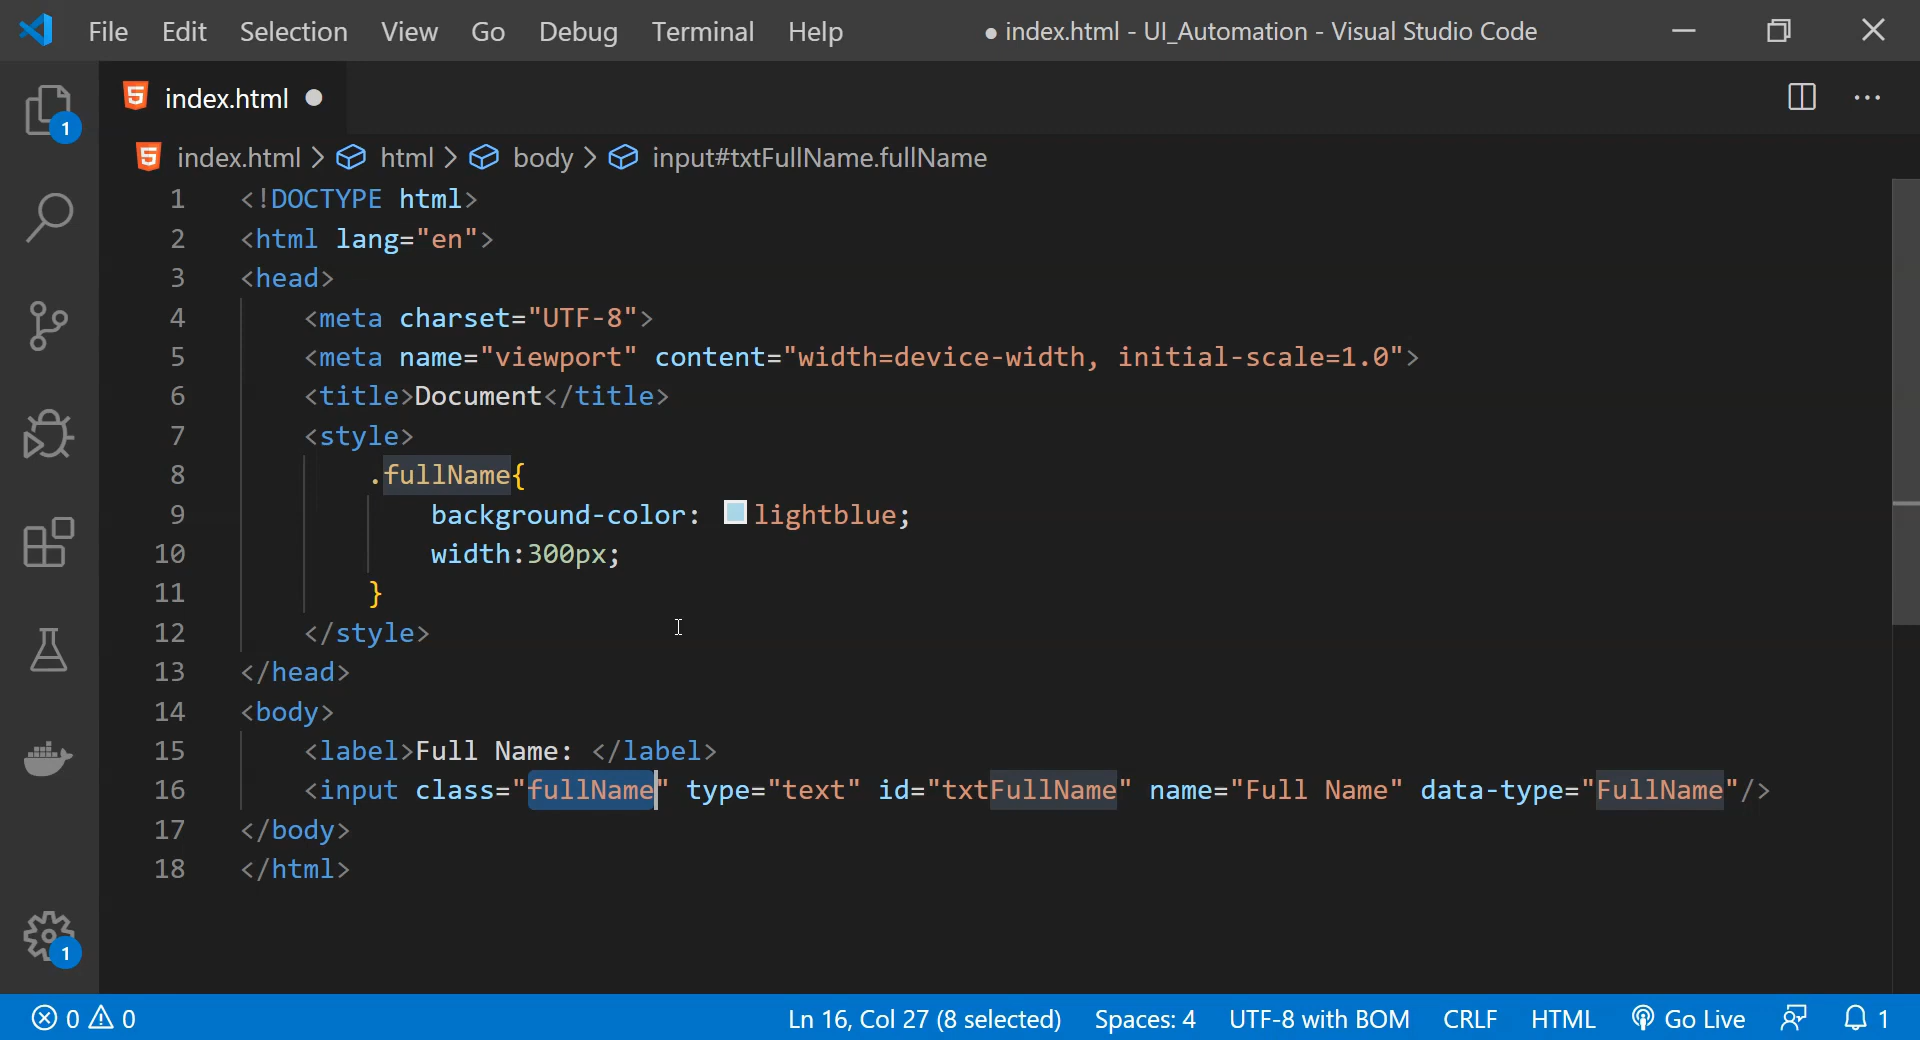 File Edit Selection View Go Debug Terminal Help ● index.html - UI_Automation - Visual Studio Code
index.html
index.html > html > body > input#txtFullName.fullName
1 <!DOCTYPE html>
2 <html lang="en">
3 <head>
4 <meta charset="UTF-8">
5 <meta name="viewport" content="width=device-width, initial-scale=1.0">
6 <title>Document</title>
7 <style>
8 .fullName{
9 background-color: lightblue;
10 width:300px;
11 }
12 </style>
13 </head>
14 <body>
15 <label>Full Name: </label>
16 <input class="fullName" type="text" id="txtFullName" name="Full Name" data-type="FullName"/>
17 </body>
18 </html>
1
1
0 0 Ln 16, Col 27 (8 selected) Spaces: 4 UTF-8 with BOM CRLF HTML Go Live 1